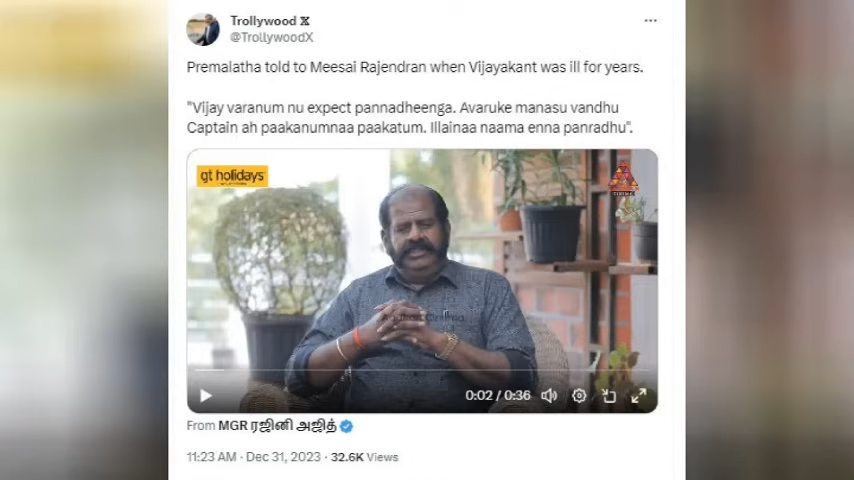 Trollywood 𝕏
@TrollywoodX
Premalatha told to Meesai Rajendran when Vijayakant was ill for years.
"Vijay varanum nu expect pannadheenga. Avaruke manasu vandhu
Captain ah paakanumnaa paakatum. Illainaa naama enna panradhu".
gt holidays
CINEMA
0:02 / 0:36
From MGR ரஜினி அஜித்
11:23 AM · Dec 31, 2023 · 32.6K Views